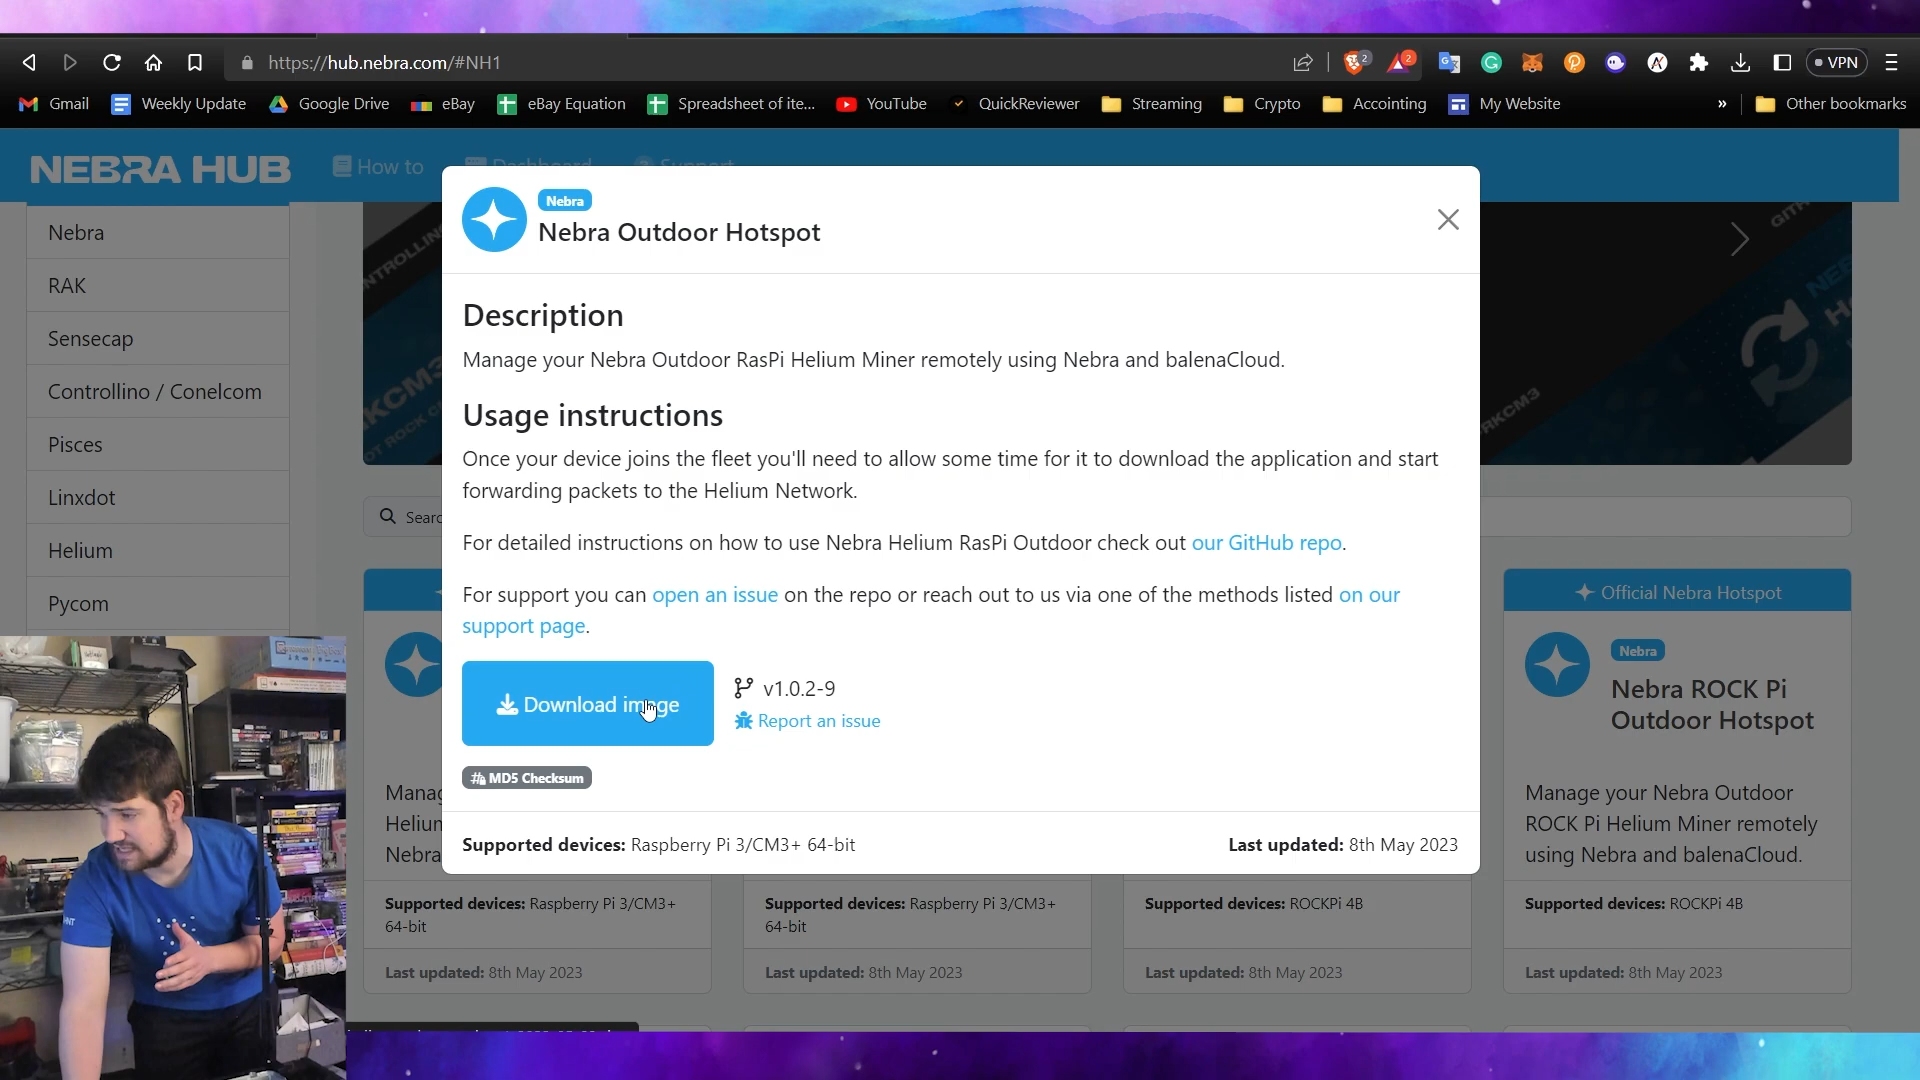 https://hub.nebra.com/#NH1
VPN
Gmail
Weekly Update
Google Drive
eBay
eBay Equation
Spreadsheet of ite...
YouTube
QuickReviewer
Streaming
Crypto
Accointing
My Website
»
Other bookmarks
NEBRA HUB
How to
Dashboard
Support
Nebra
RAK
Sensecap
Controllino / Conelcom
Pisces
Linxdot
Helium
Pycom
Nebra
Nebra Outdoor Hotspot
Description
Manage your Nebra Outdoor RasPi Helium Miner remotely using Nebra and balenaCloud.
Usage instructions
Once your device joins the fleet you'll need to allow some time for it to download the application and start
forwarding packets to the Helium Network.
For detailed instructions on how to use Nebra Helium RasPi Outdoor check out our GitHub repo.
For support you can open an issue on the repo or reach out to us via one of the methods listed on our
support page.
Download image
v1.0.2-9
Report an issue
MD5 Checksum
Supported devices: Raspberry Pi 3/CM3+ 64-bit
Last updated: 8th May 2023
Searc
Manag
Helium
Nebra
Supported devices: Raspberry Pi 3/CM3+
64-bit
Last updated: 8th May 2023
Supported devices: Raspberry Pi 3/CM3+
64-bit
Last updated: 8th May 2023
Supported devices: ROCKPi 4B
Last updated: 8th May 2023
Official Nebra Hotspot
Nebra
Nebra ROCK Pi
Outdoor Hotspot
Manage your Nebra Outdoor
ROCK Pi Helium Miner remotely
using Nebra and balenaCloud.
Supported devices: ROCKPi 4B
Last updated: 8th May 2023